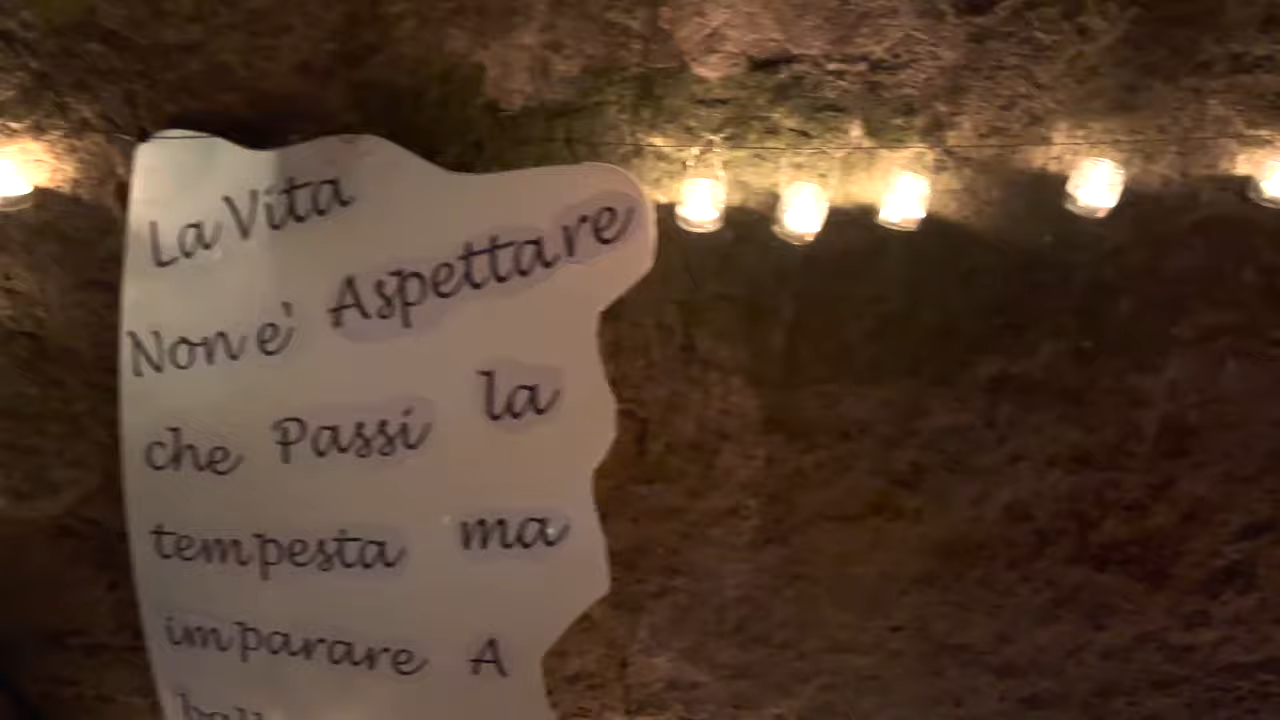 La Vita
Non e' Aspettare
che Passi la
tempesta ma
imparare A